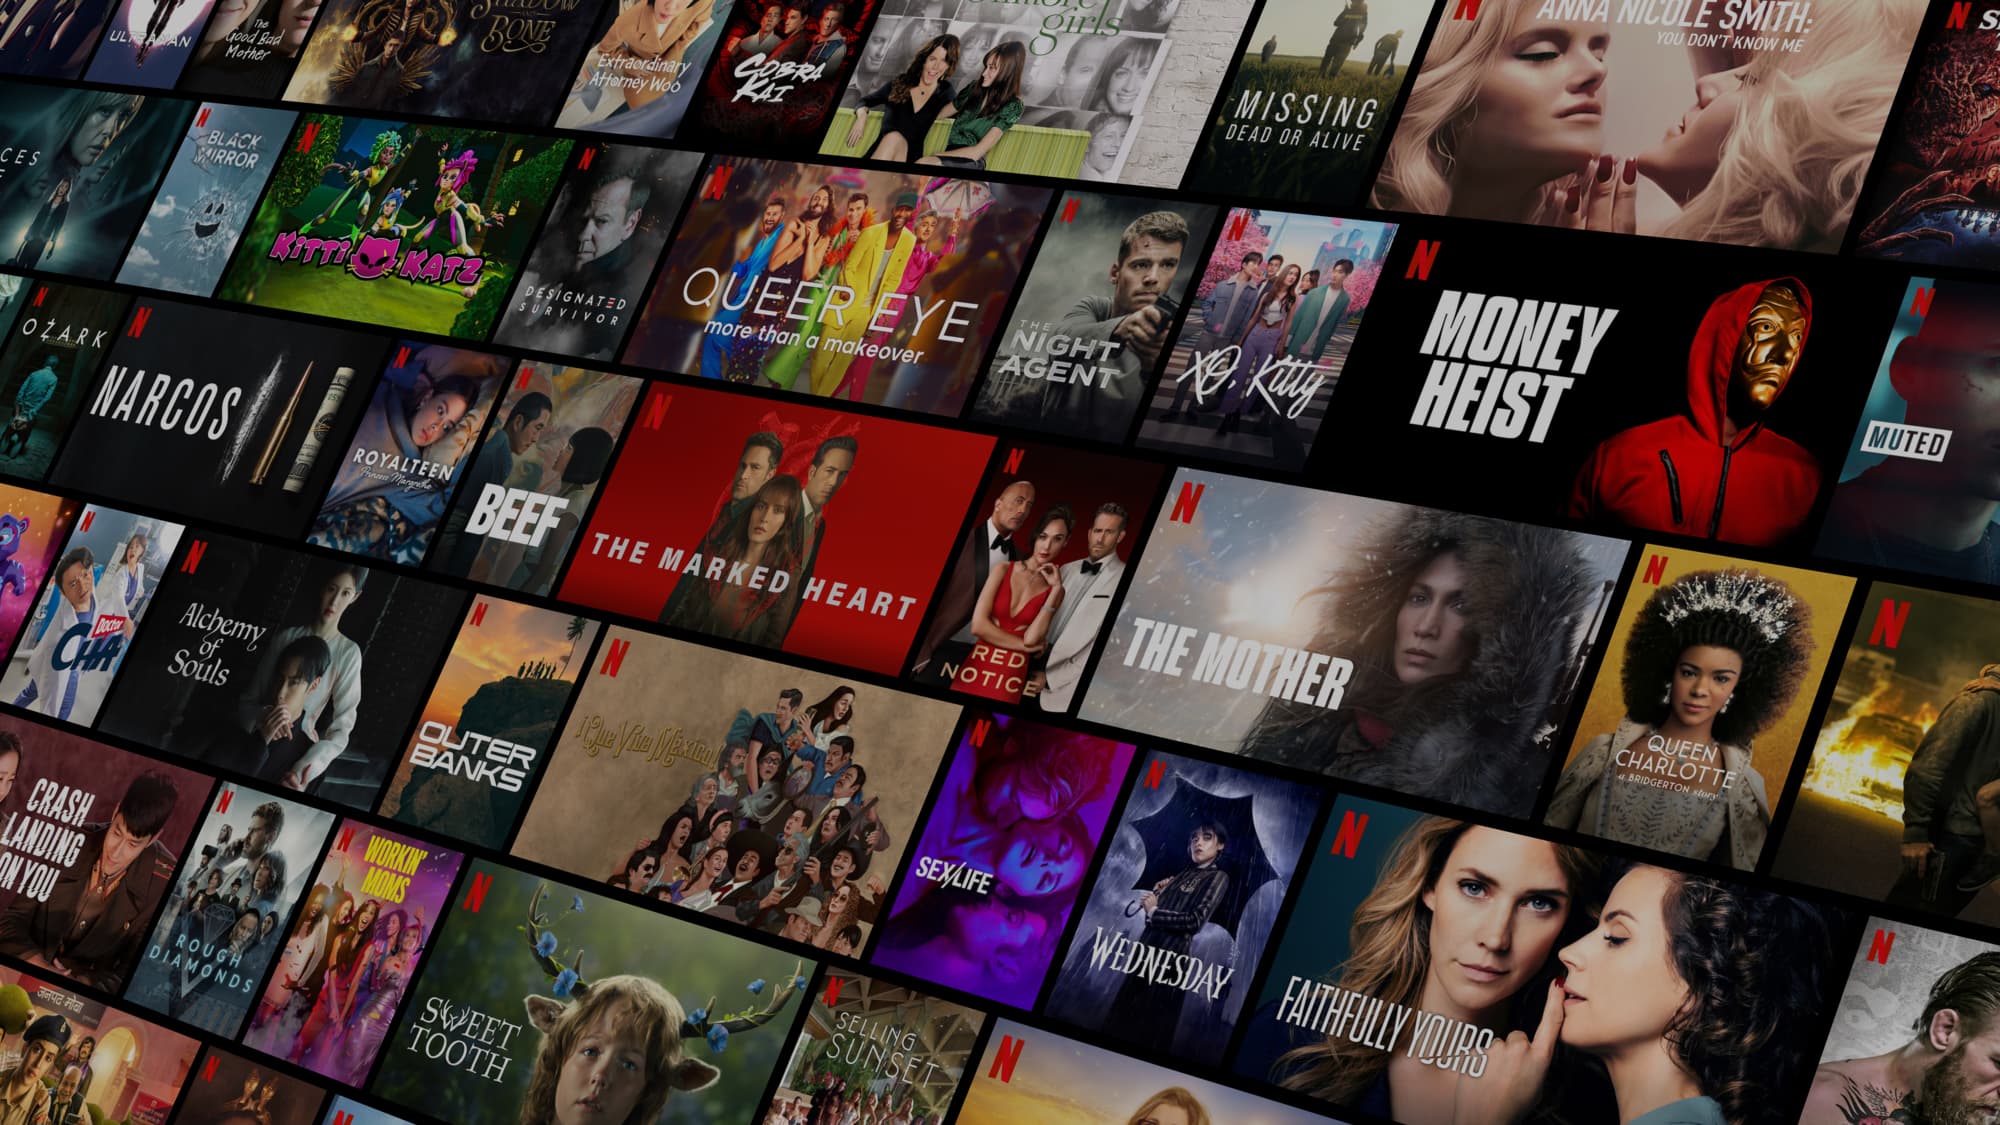 ULTRAMAN
The
Good Bad
Mother
SHADOW
AND
BONE
Extraordinary
Attorney Woo
COBRA
KAI
girls
MISSING
DEAD OR ALIVE
ANNA NICOLE SMITH:
YOU DON'T KNOW ME
CES
BLACK
MIRROR
KITTI KATZ
DESIGNATED
SURVIVOR
QUEER EYE
more than a makeover
THE
NIGHT
AGENT
XO, Kitty
MONEY
HEIST
MUTED
OZARK
NARCOS
ROYALTEEN
Princess Margrethe
BEEF
THE MARKED HEART
RED
NOTICE
THE MOTHER
QUEEN
CHARLOTTE
a BRIDGERTON story
Doctor
CHA
Alchemy
of
Souls
OUTER
BANKS
¡Que Viva México!
SEX/LIFE
WEDNESDAY
FAITHFULLY YOURS
CRASH
LANDING
ON YOU
ROUGH
DIAMONDS
WORKIN'
MOMS
SWEET
TOOTH
SELLING
SUNSET
जनपद मोबा